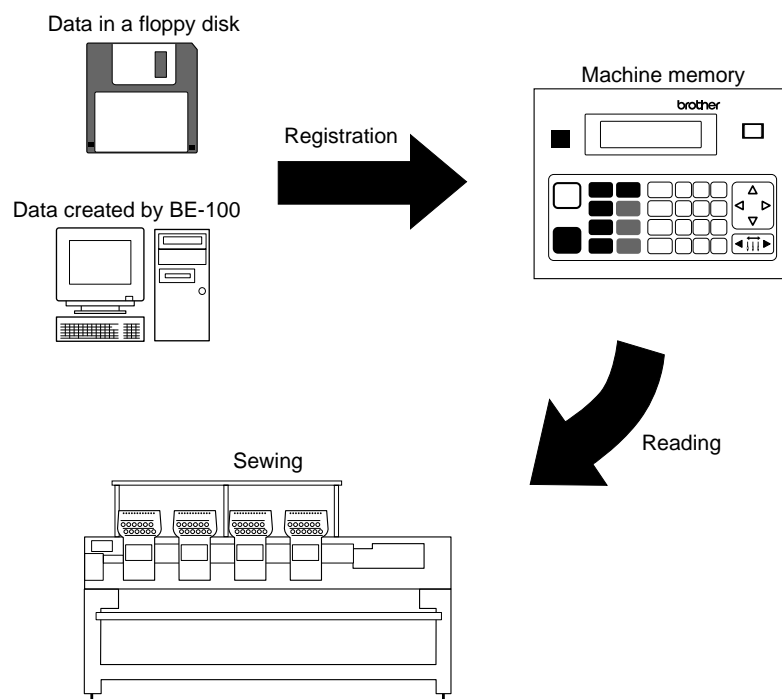 Data in a floppy disk
Machine memory
brother
Registration
Data created by BE-100
Reading
Sewing